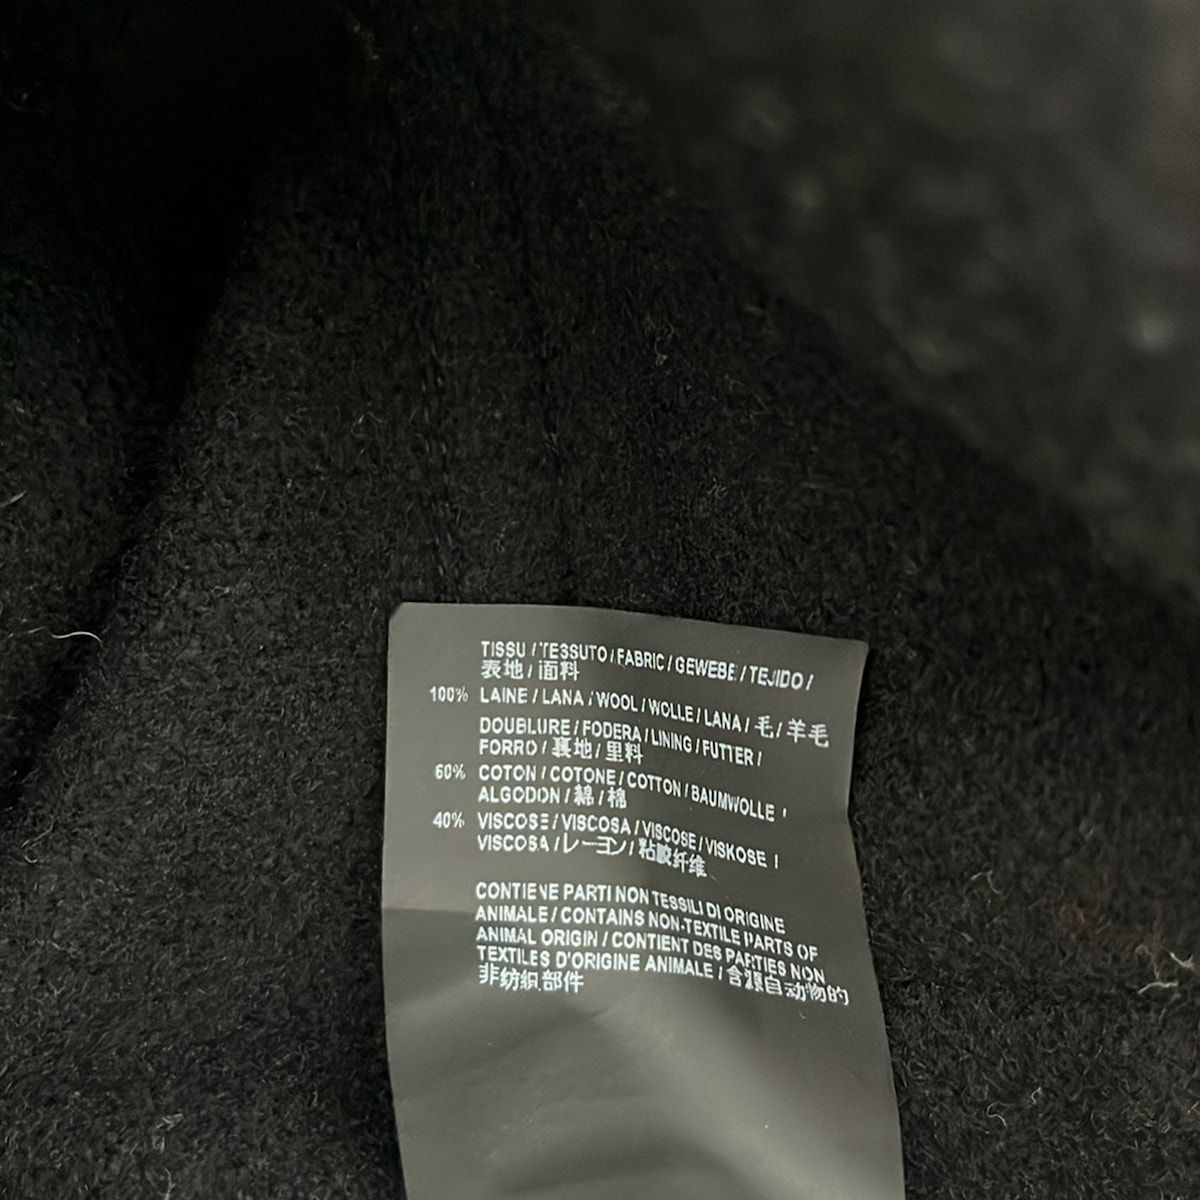 TISSU / TESSUTO / FABRIC / GEWEBE / TEJIDO /
表地 / 面料
100% LAINE / LANA / WOOL / WOLLE / LANA / 毛 / 羊毛
DOUBLURE / FODERA / LINING / FUTTER /
FORRO / 裏地 / 里料
60% COTON / COTONE / COTTON / BAUMWOLLE /
ALGODON / 綿 / 棉
40% VISCOSE / VISCOSA / VISCOSE / VISKOSE /
VISCOSA / レーヨン / 粘胶纤维
CONTIENE PARTI NON TESSILI DI ORIGINE
ANIMALE / CONTAINS NON-TEXTILE PARTS OF
ANIMAL ORIGIN / CONTIENT DES PARTIES NON
TEXTILES D'ORIGINE ANIMALE / 含源自动物的
非纺织部件